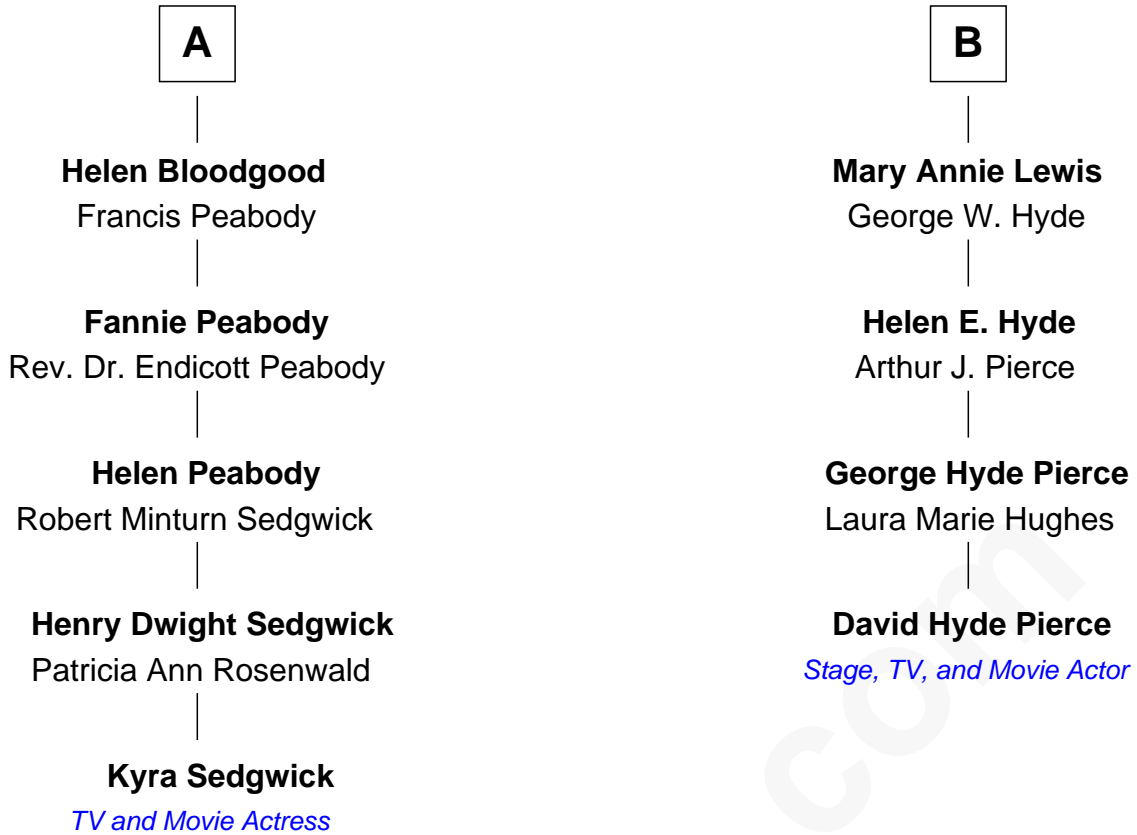 A
Helen Bloodgood
Francis Peabody
Fannie Peabody
Rev. Dr. Endicott Peabody
Helen Peabody
Robert Minturn Sedgwick
Henry Dwight Sedgwick
Patricia Ann Rosenwald
Kyra Sedgwick
TV and Movie Actress
B
Mary Annie Lewis
George W. Hyde
Helen E. Hyde
Arthur J. Pierce
George Hyde Pierce
Laura Marie Hughes
David Hyde Pierce
Stage, TV, and Movie Actor
com